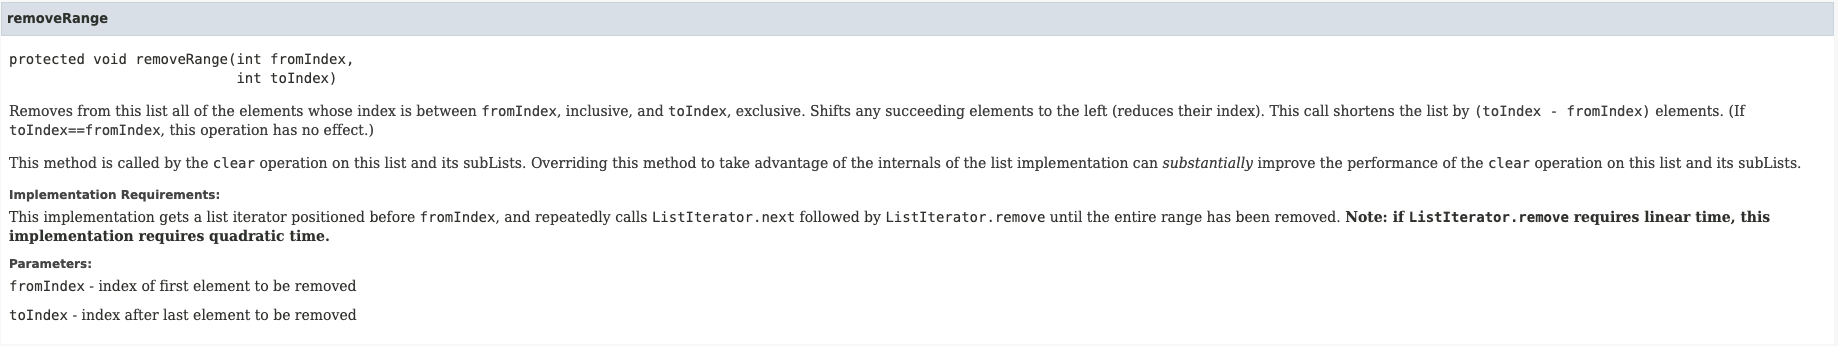 removeRange
protected void removeRange(int fromIndex,
int toIndex)
Removes from this list all of the elements whose index is between fromIndex, inclusive, and toIndex, exclusive. Shifts any succeeding elements to the left (reduces their index). This call shortens the list by (toIndex - fromIndex) elements. (If
toIndex==fromIndex, this operation has no effect.)
This method is called by the clear operation on this list and its subLists. Overriding this method to take advantage of the internals of the list implementation can substantially improve the performance of the clear operation on this list and its subLists.
Implementation Requirements:
This implementation gets a list iterator positioned before fromIndex, and repeatedly calls ListIterator.next followed by ListIterator.remove until the entire range has been removed. Note: if ListIterator.remove requires linear time, this
implementation requires quadratic time.
Parameters:
fromIndex - index of first element to be removed
toIndex - index after last element to be removed